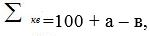 ∑ кв =100 + а – в,